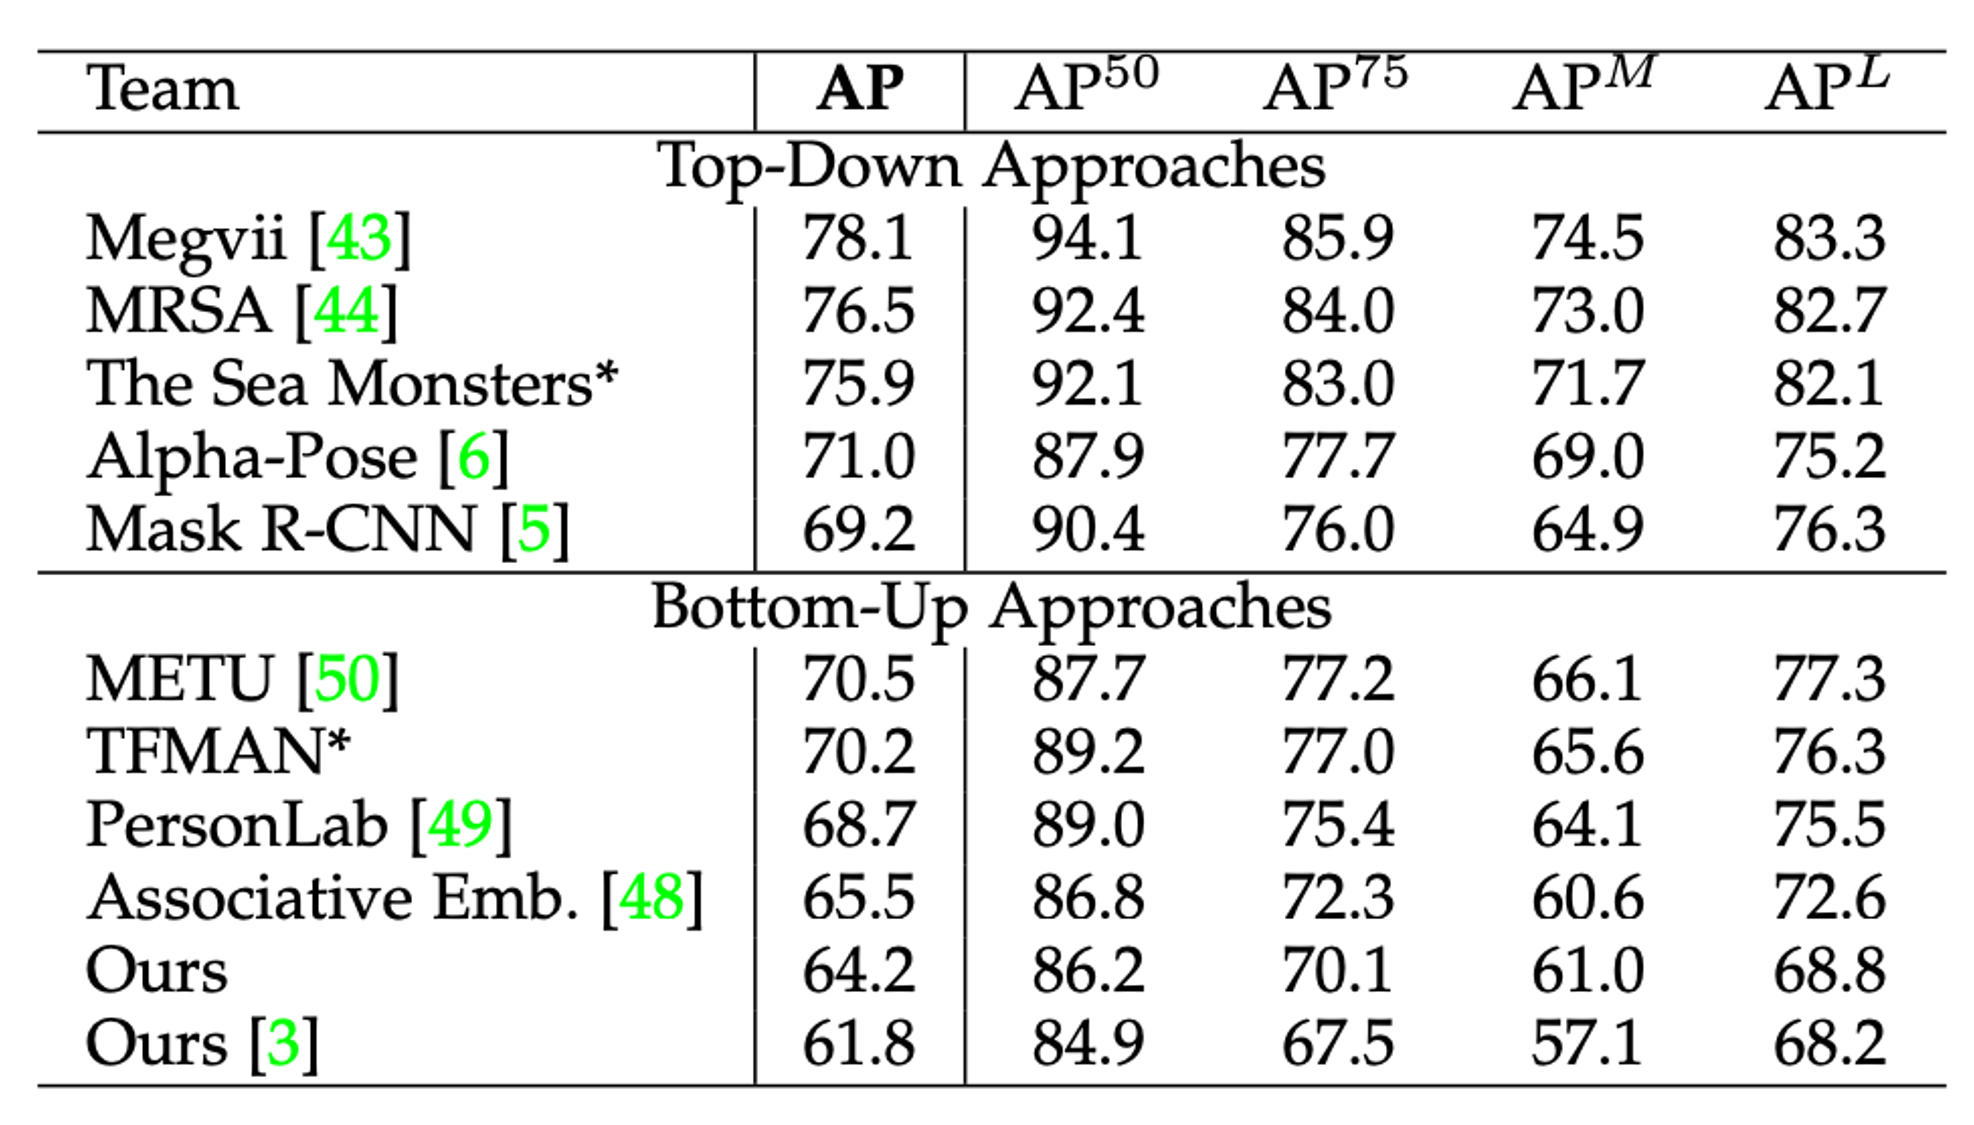 Team AP AP^50 AP^75 AP^M AP^L
Top-Down Approaches
Megvii [43] 78.1 94.1 85.9 74.5 83.3
MRSA [44] 76.5 92.4 84.0 73.0 82.7
The Sea Monsters* 75.9 92.1 83.0 71.7 82.1
Alpha-Pose [6] 71.0 87.9 77.7 69.0 75.2
Mask R-CNN [5] 69.2 90.4 76.0 64.9 76.3
Bottom-Up Approaches
METU [50] 70.5 87.7 77.2 66.1 77.3
TFMAN* 70.2 89.2 77.0 65.6 76.3
PersonLab [49] 68.7 89.0 75.4 64.1 75.5
Associative Emb. [48] 65.5 86.8 72.3 60.6 72.6
Ours 64.2 86.2 70.1 61.0 68.8
Ours [3] 61.8 84.9 67.5 57.1 68.2